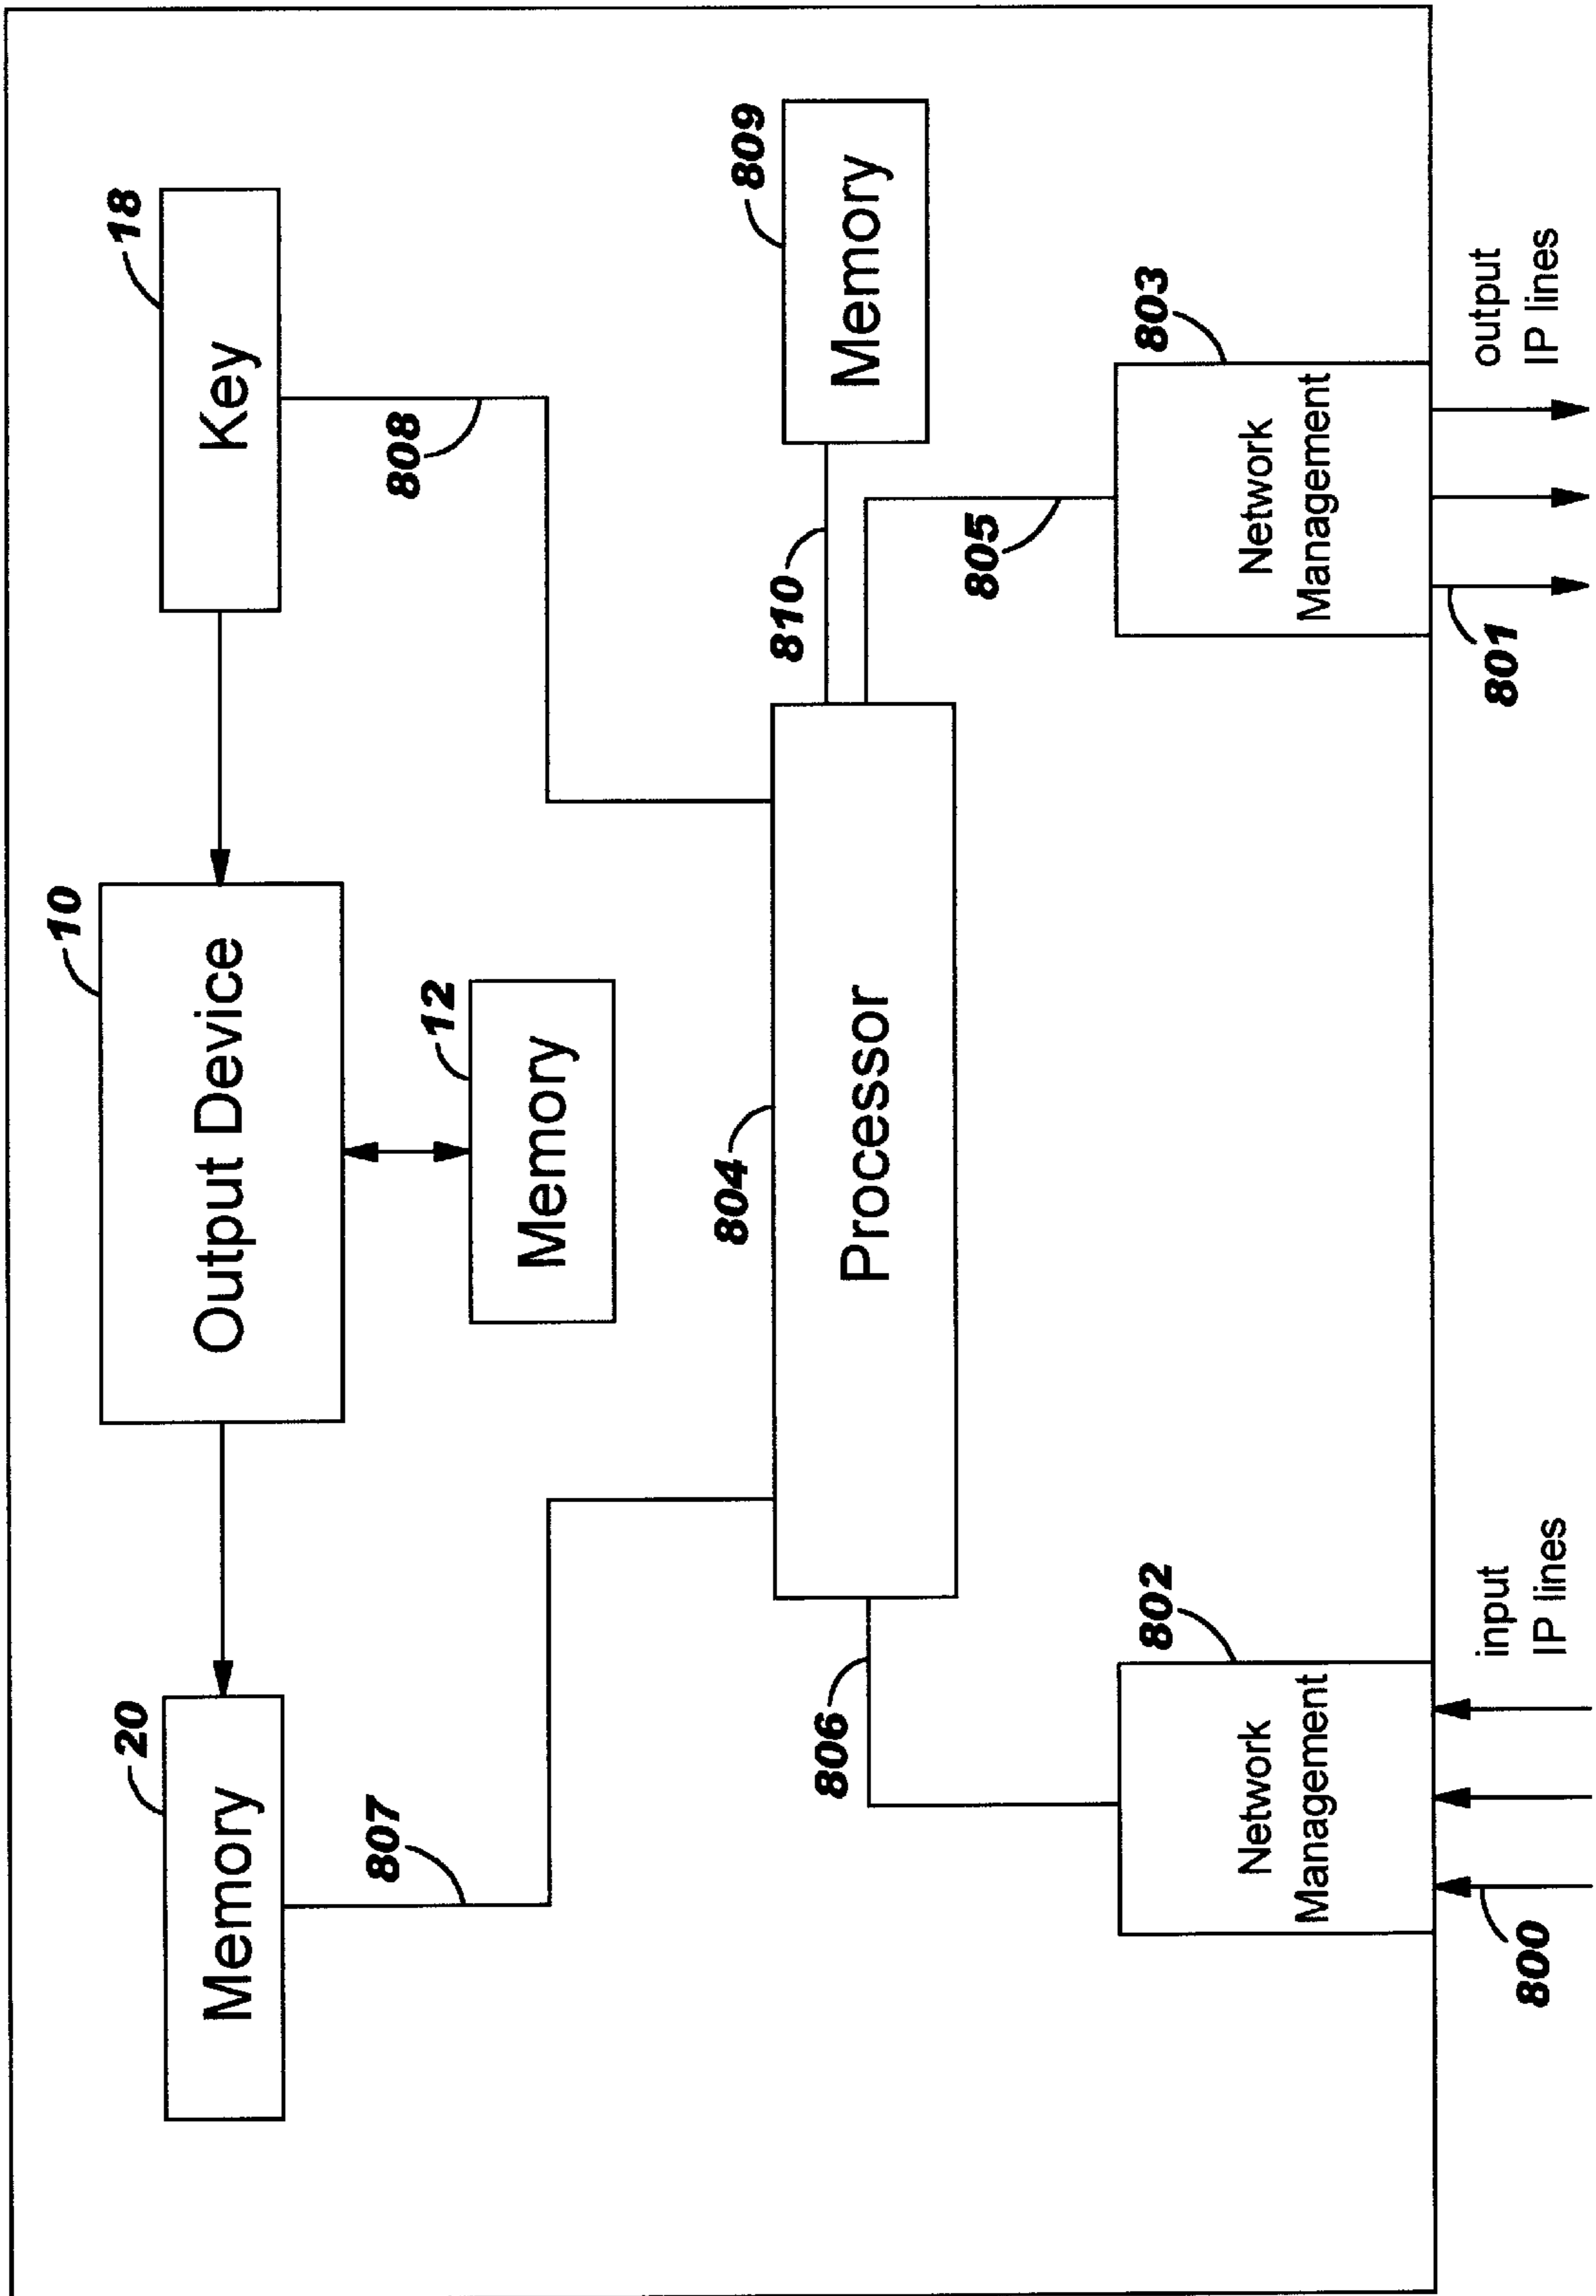 20
Memory
10
Output Device
18
Key
807
12
Memory
808
804
Processor
809
Memory
810
806
805
802
Network
Management
803
Network
Management
800
input
IP lines
801
output
IP lines